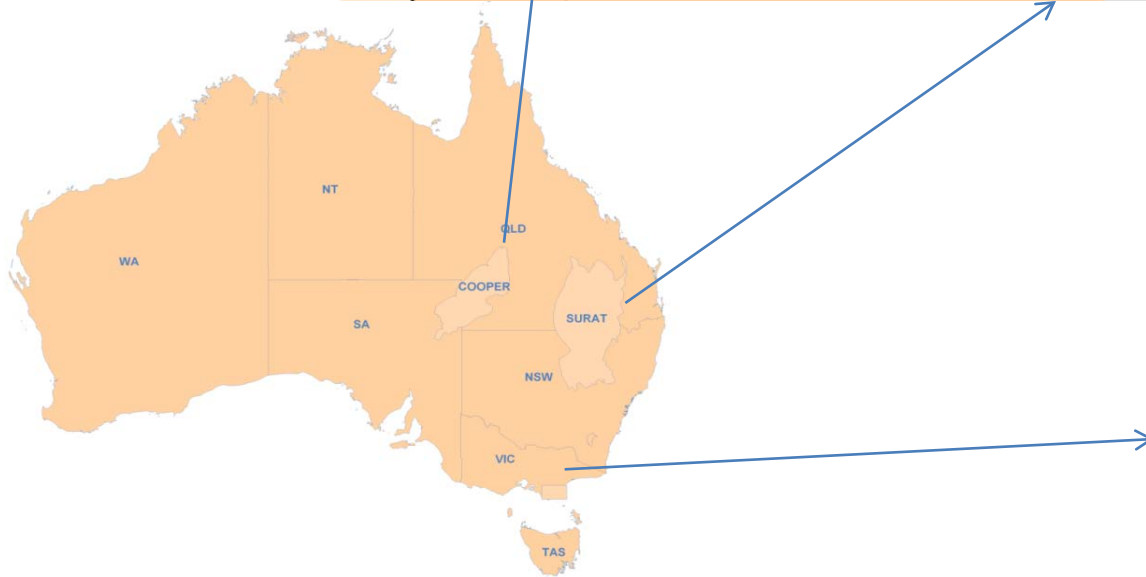 NT
QLD
WA
COOPER
SA
SURAT
NSW
VIC
TAS